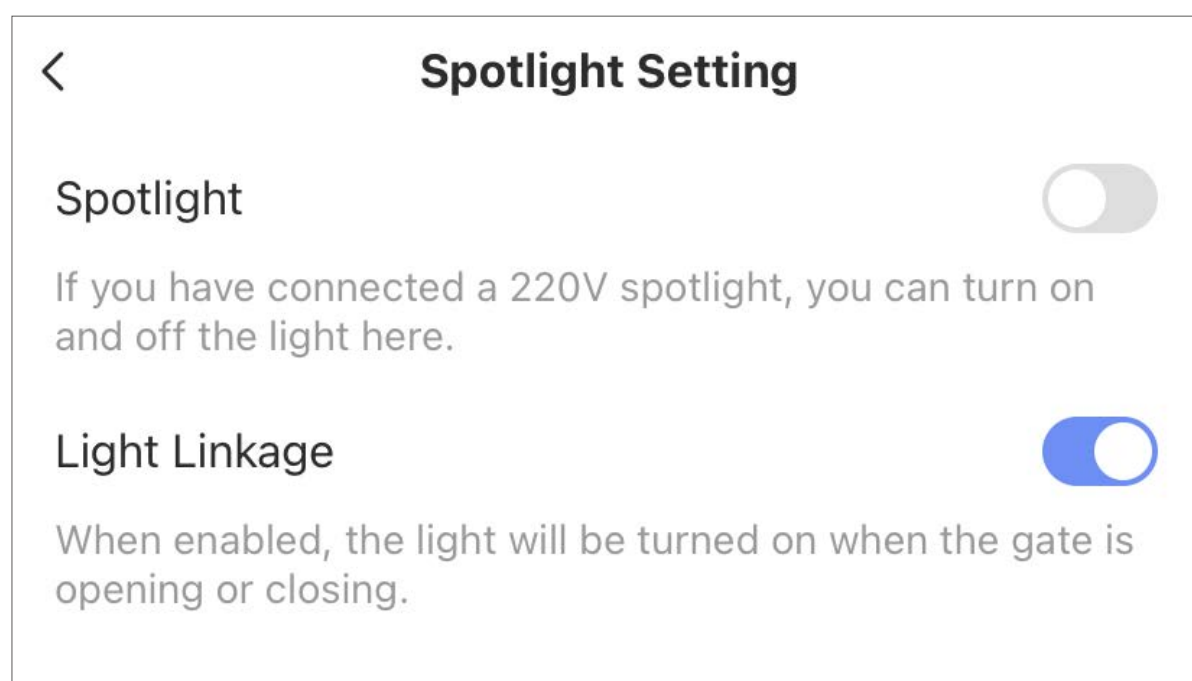 Spotlight Setting
Spotlight
If you have connected a 220V spotlight, you can turn on
and off the light here.
Light Linkage
When enabled, the light will be turned on when the gate is
opening or closing.